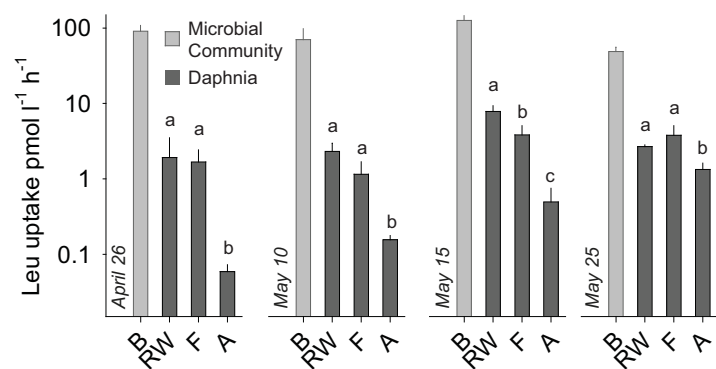 Leu uptake pmol l⁻¹ h⁻¹
100
10
1
0.1
Microbial
Community
Daphnia
a
a
b
April 26
B
RW
F
A
a
a
b
May 10
B
RW
F
A
a
b
c
May 15
B
RW
F
A
a
a
b
May 25
B
RW
F
A